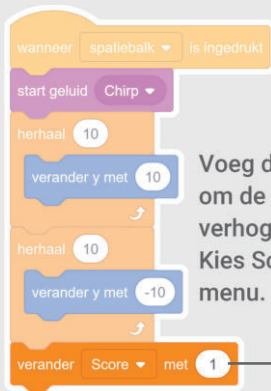 wanneer spatiebalk is ingedrukt
start geluid Chirp
herhaal 10
verander y met 10
herhaal 10
verander y met -10
verander Score met 1
Voeg d
om de
verhog
Kies Sc
menu.